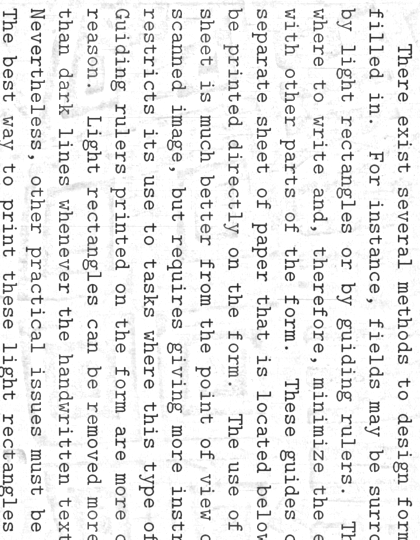 There exist several methods to design
filled in. For instance, fields may be
by light rectangles or by guiding rulers.
where to write and, therefore, minimize the
with other parts of the form. These guides
separate sheet of paper that is located below
be printed directly on the form. The use of
sheet is much better from the point of view
scanned image, but requires giving more
restricts its use to tasks where this type of
Guiding rulers printed on the form are more
reason. Light rectangles can be removed more
than dark lines whenever the handwritten text
Nevertheless, other practical issues must be
The best way to print these light rectangles